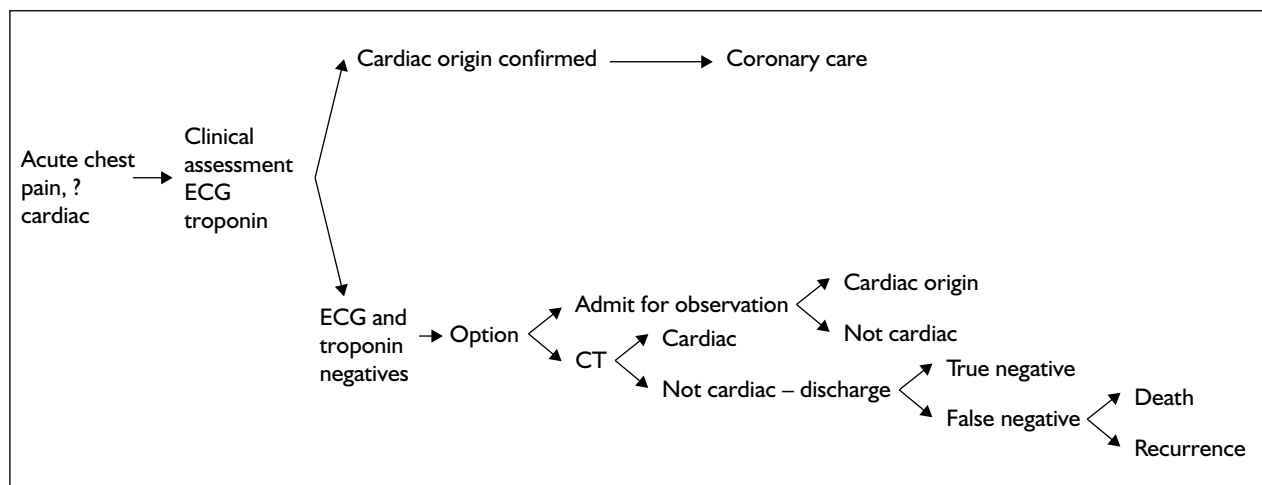 Cardiac origin confirmed
Coronary care
Acute chest
pain, ?
cardiac
Clinical
assessment
ECG
troponin
ECG and
troponin
negatives
Option
Admit for observation
Cardiac origin
Not cardiac
CT
Cardiac
Not cardiac – discharge
True negative
False negative
Death
Recurrence